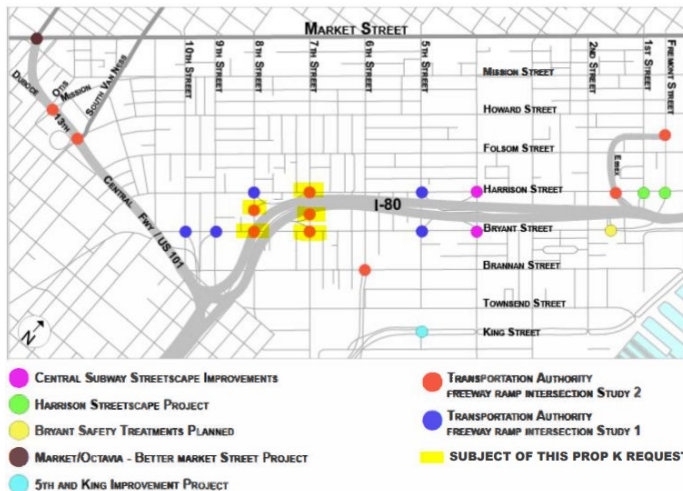 MARKET STREET
10TH STREET
9TH STREET
8TH STREET
7TH STREET
6TH STREET
5TH STREET
2ND STREET
1ST STREET
FREMONT STREET
MISSION STREET
HOWARD STREET
FOLSOM STREET
HARRISON STREET
BRYANT STREET
BRANNAN STREET
TOWNSEND STREET
KING STREET
DUBOCE
OTIS
MISSION
13TH
SOUTH VAN NESS
CENTRAL FWY / US 101
I-80
ESSEX
N
CENTRAL SUBWAY STREETSCAPE IMPROVEMENTS
HARRISON STREETSCAPE PROJECT
BRYANT SAFETY TREATMENTS PLANNED
MARKET/OCTAVIA - BETTER MARKET STREET PROJECT
5TH AND KING IMPROVEMENT PROJECT
TRANSPORTATION AUTHORITY
FREEWAY RAMP INTERSECTION STUDY 2
TRANSPORTATION AUTHORITY
FREEWAY RAMP INTERSECTION STUDY 1
SUBJECT OF THIS PROP K REQUEST